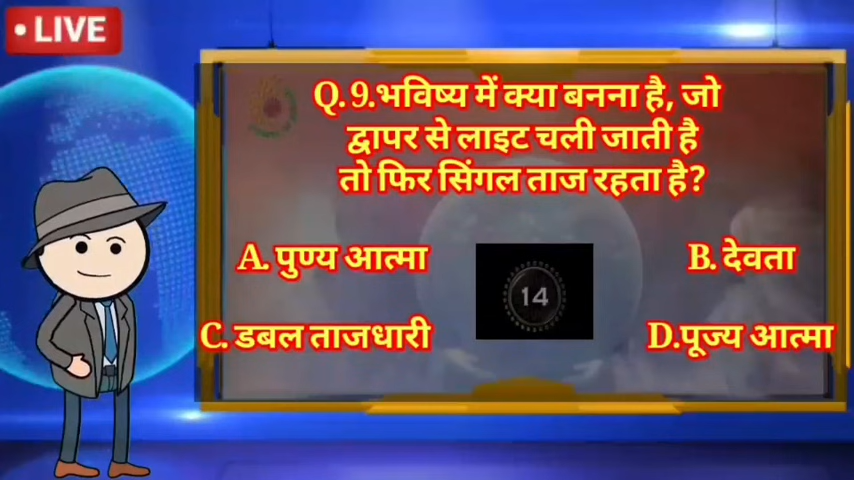 LIVE
Q.9.भविष्य में क्या बनना है, जो
द्वापर से लाइट चली जाती है
तो फिर सिंगल ताज रहता है?
A. पुण्य आत्मा
B. देवता
14
C. डबल ताजधारी
D.पूज्य आत्मा